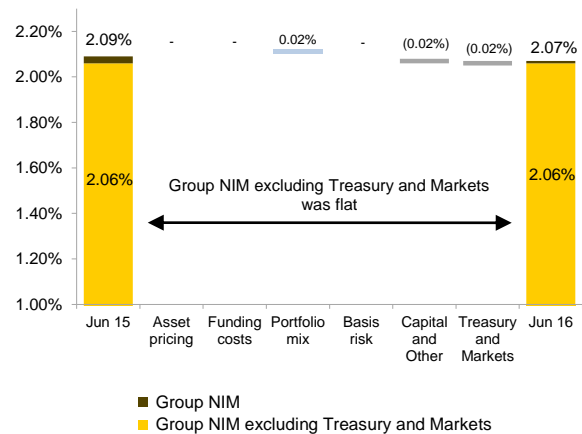 2.20%
2.00%
1.80%
1.60%
1.40%
1.20%
1.00%
2.09%
-
-
0.02%
-
(0.02%)
(0.02%)
2.07%
2.06%
Group NIM excluding Treasury and Markets
was flat
2.06%
Jun 15
Asset
pricing
Funding
costs
Portfolio
mix
Basis
risk
Capital
and
Other
Treasury
and
Markets
Jun 16
Group NIM
Group NIM excluding Treasury and Markets